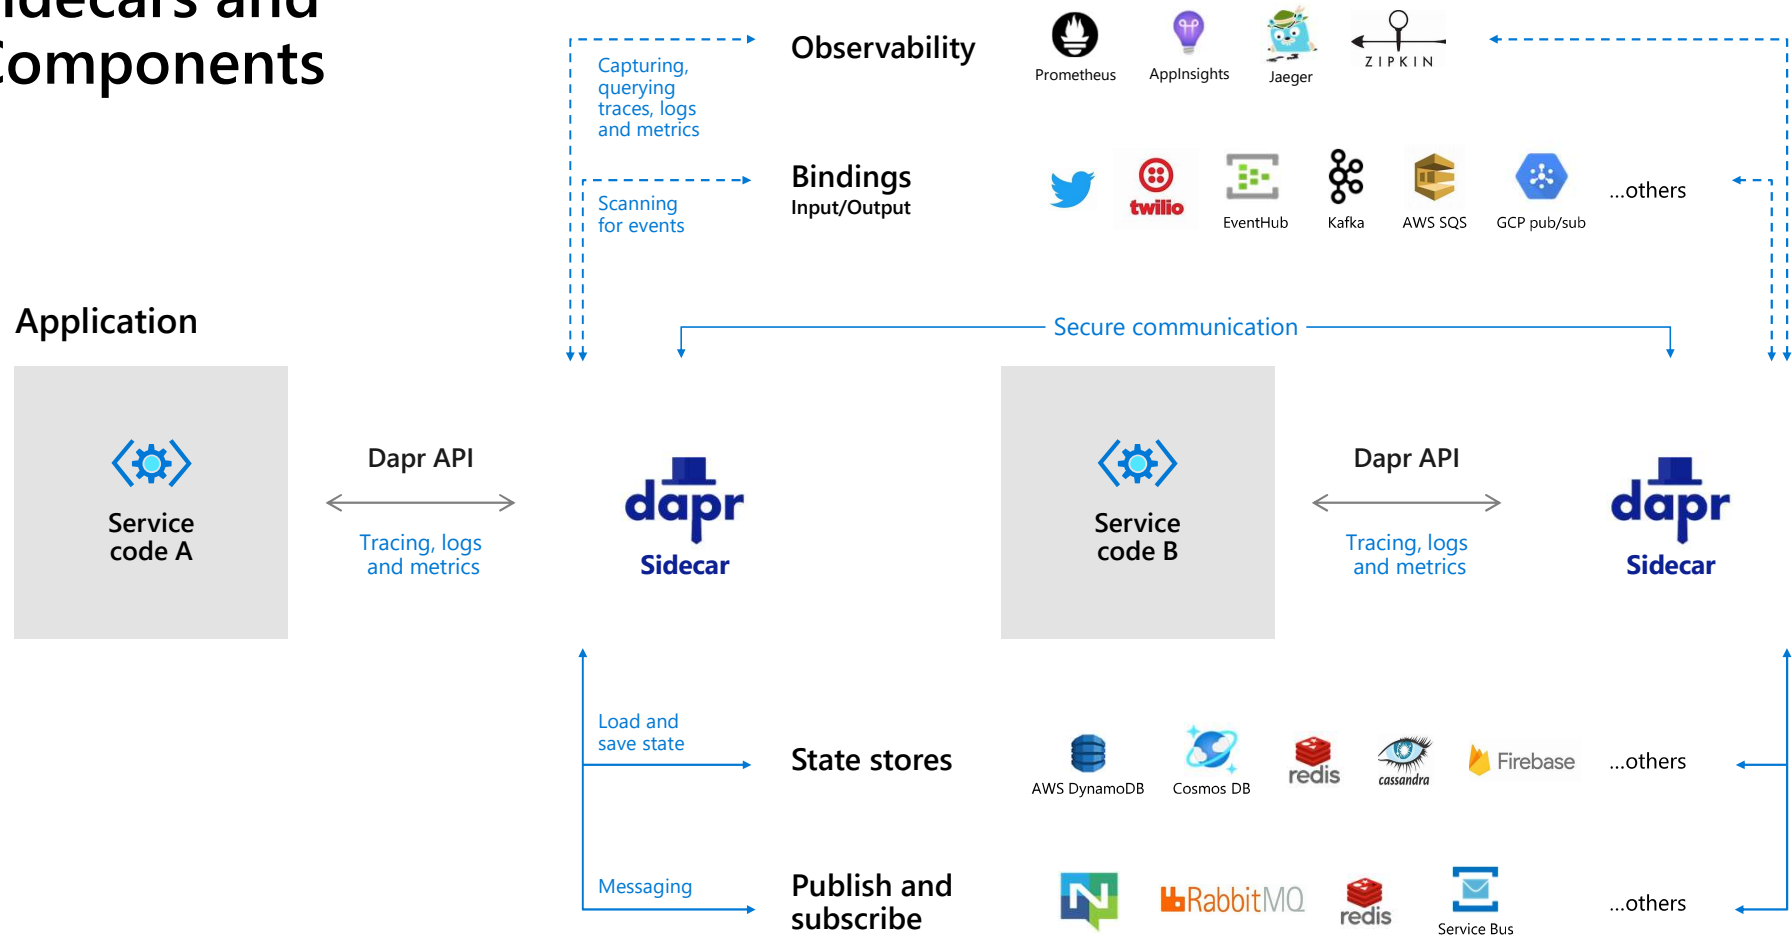 idecars and
omponents
Observability
Prometheus
AppInsights
Jaeger
ZIPKIN
Capturing,
querying
traces, logs
and metrics
Bindings
Input/Output
twilio
EventHub
Kafka
AWS SQS
GCP pub/sub
...others
Scanning
for events
Application
Secure communication
Service
code A
Dapr API
Tracing, logs
and metrics
dapr
Sidecar
Service
code B
Dapr API
Tracing, logs
and metrics
dapr
Sidecar
Load and
save state
State stores
AWS DynamoDB
Cosmos DB
redis
cassandra
Firebase
...others
Messaging
Publish and
subscribe
N
RabbitMQ
redis
Service Bus
...others